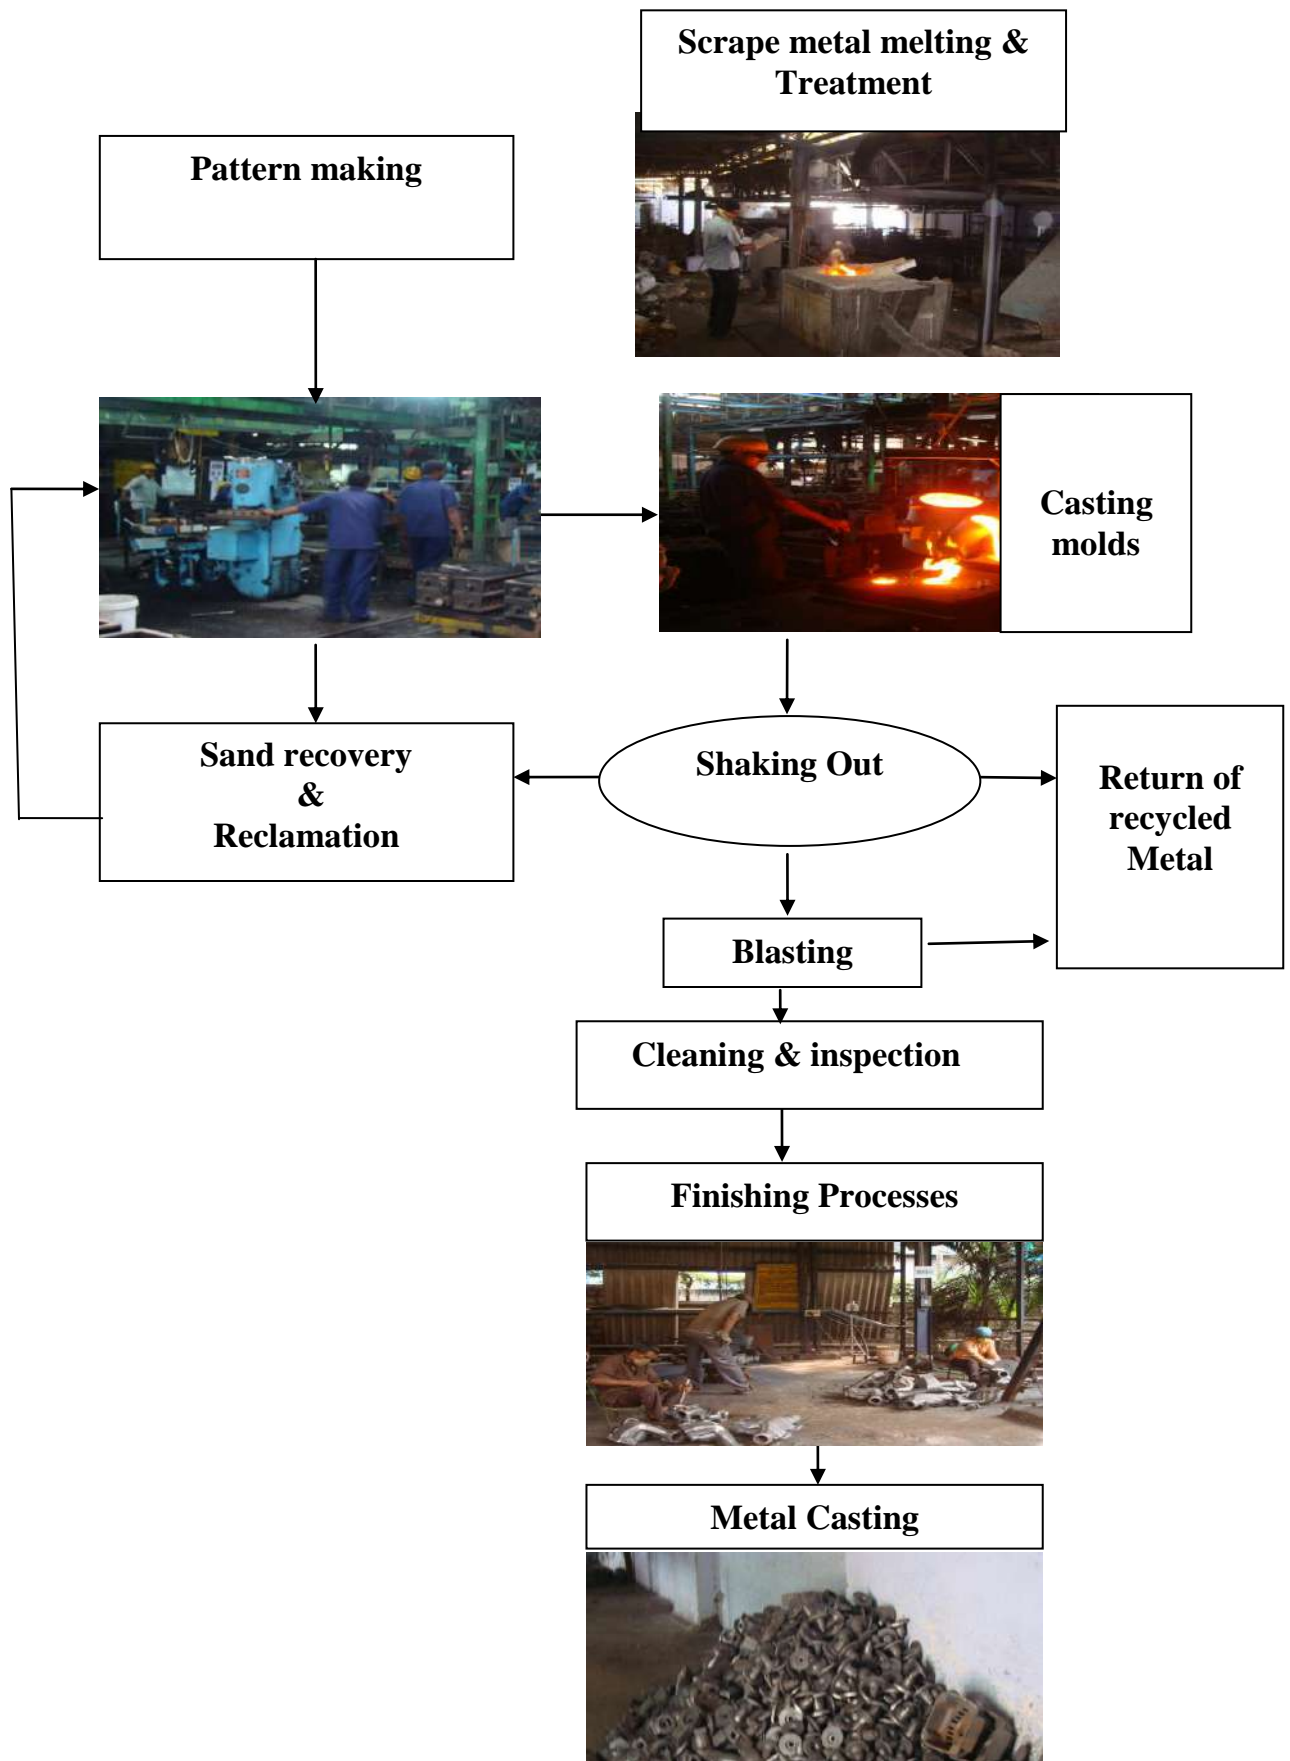 Scrape metal melting &
Treatment
Pattern making
Casting
molds
Sand recovery
&
Reclamation
Shaking Out
Return of
recycled
Metal
Blasting
Cleaning & inspection
Finishing Processes
Metal Casting